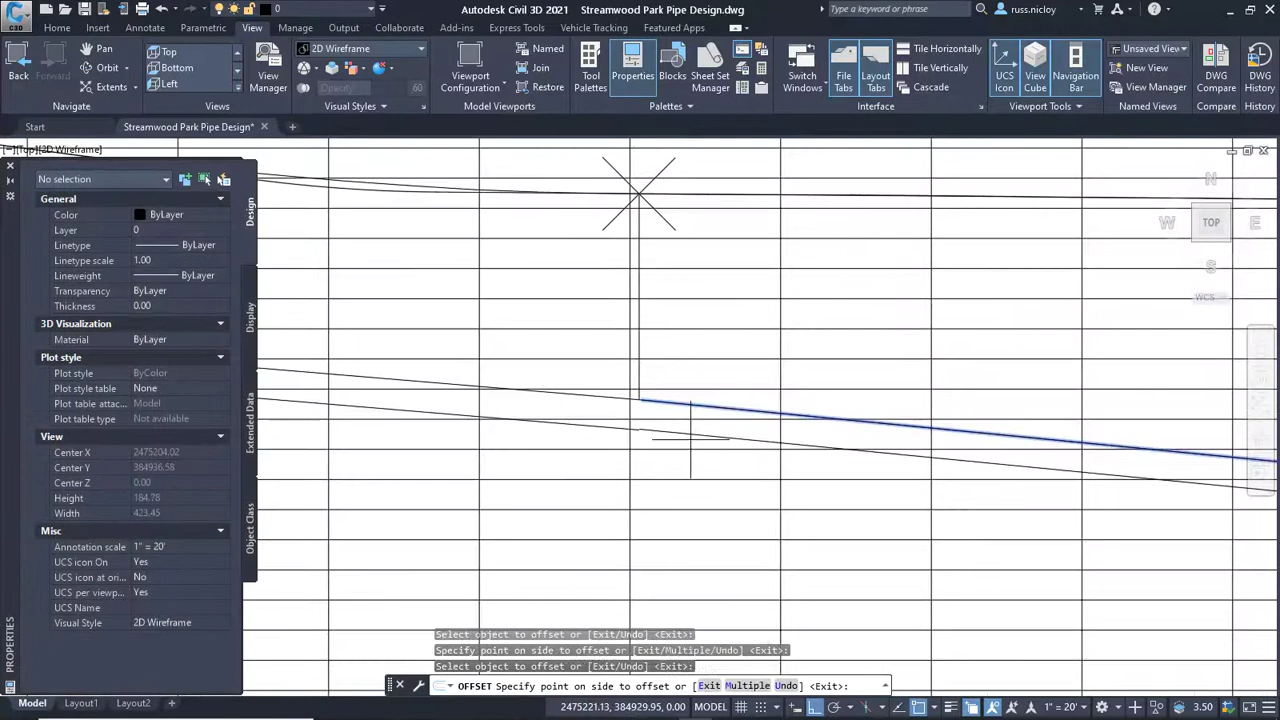 0
Autodesk Civil 3D 2021 Streamwood Park Pipe Design.dwg
Type a keyword or phrase
russ.nicloy
Home Insert Annotate Parametric View Manage Output Collaborate Add-ins Express Tools Vehicle Tracking Featured Apps
Back
Forward
Pan
Orbit
Extents
Navigate
Top
Bottom
Left
View Manager
Views
2D Wireframe
Opacity 60
Visual Styles
Viewport Configuration
Named
Join
Restore
Model Viewports
Tool Palettes
Properties
Blocks
Sheet Set Manager
Palettes
Switch Windows
File Tabs
Layout Tabs
Tile Horizontally
Tile Vertically
Cascade
Interface
UCS Icon
View Cube
Navigation Bar
Viewport Tools
Unsaved View
New View
View Manager
Named Views
DWG Compare
Compare
DWG History
History
Start
Streamwood Park Pipe Design*
[−][Top][2D Wireframe]
No selection
General
Color ByLayer
Layer 0
Linetype ByLayer
Linetype scale 1.00
Lineweight ByLayer
Transparency ByLayer
Thickness 0.00
3D Visualization
Material ByLayer
Plot style
Plot style ByColor
Plot style table None
Plot table attac... Model
Plot table type Not available
View
Center X 2475204.02
Center Y 384936.58
Center Z 0.00
Height 184.78
Width 423.45
Misc
Annotation scale 1" = 20'
UCS icon On Yes
UCS icon at ori... No
UCS per viewp... Yes
UCS Name
Visual Style 2D Wireframe
Design
Display
Extended Data
Object Class
PROPERTIES
N
W TOP E
S
WCS
Select object to offset or [Exit/Undo] <Exit>:
Specify point on side to offset or [Exit/Multiple/Undo] <Exit>:
Select object to offset or [Exit/Undo] <Exit>:
OFFSET Specify point on side to offset or [Exit Multiple Undo] <Exit>:
Model Layout1 Layout2 +
2475221.13, 384929.95, 0.00 MODEL
1" = 20'
3.50